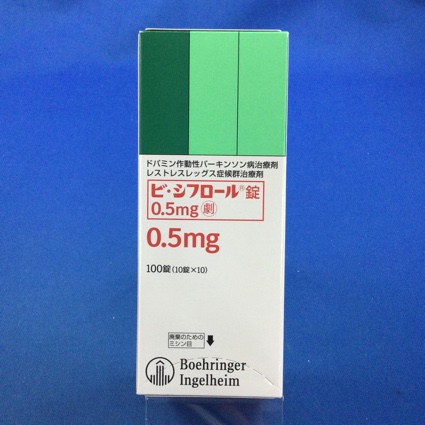 ドパミン作動性パーキンソン病治療剤
レストレスレッグス症候群治療剤
ビ・シフロール®錠
0.5mg 劇
0.5mg
100錠(10錠×10)
廃棄のための
ミシン目
Boehringer
Ingelheim